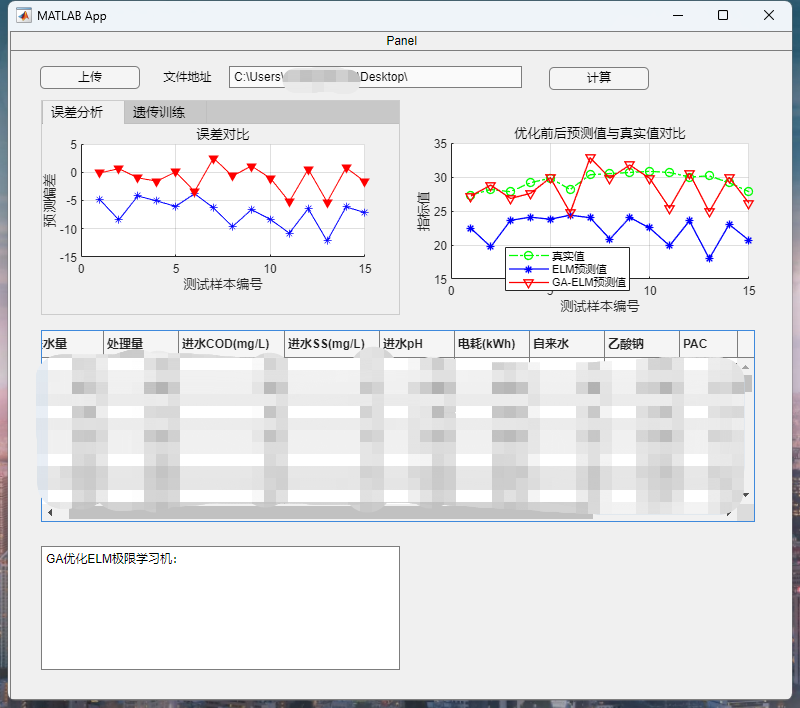 MATLAB App
Panel
上传 文件地址 C:\Users\ \Desktop\ 计算
误差分析 遗传训练
误差对比
5
0
-5
-10
-15
预测偏差
0 5 10 15
测试样本编号
优化前后预测值与真实值对比
35
30
25
20
15
指标值
真实值
ELM预测值
GA-ELM预测值
0 5 10 15
测试样本编号
水量 处理量 进水COD(mg/L) 进水SS(mg/L) 进水pH 电耗(kWh) 自来水 乙酸钠 PAC
GA优化ELM极限学习机: